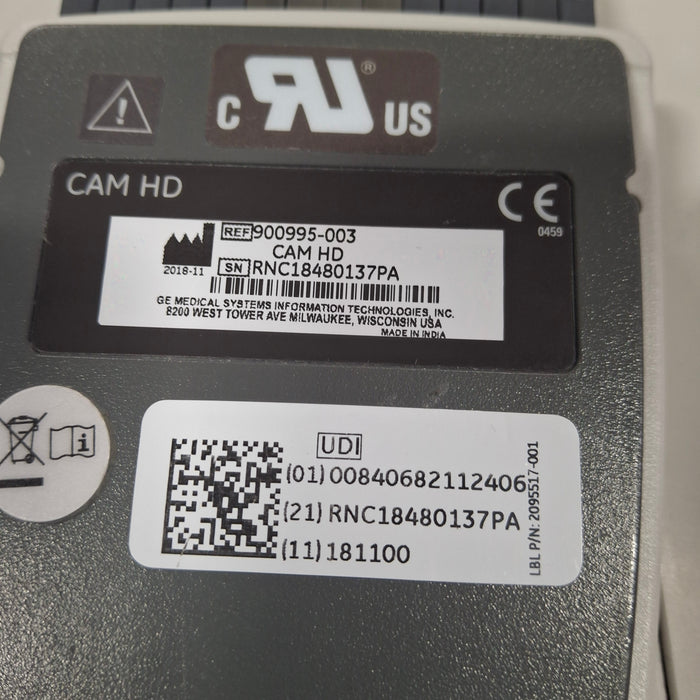 C RU® US
CAM HD
CE
0459
REF 900995-003
CAM HD
2018-11
SN RNC18480137PA
GE MEDICAL SYSTEMS INFORMATION TECHNOLOGIES, INC.
8200 WEST TOWER AVE MILWAUKEE, WISCONSIN USA
MADE IN INDIA
UDI
(01) 00840682112406
(21) RNC18480137PA
(11) 181100
LBL P/N: 2095517-001